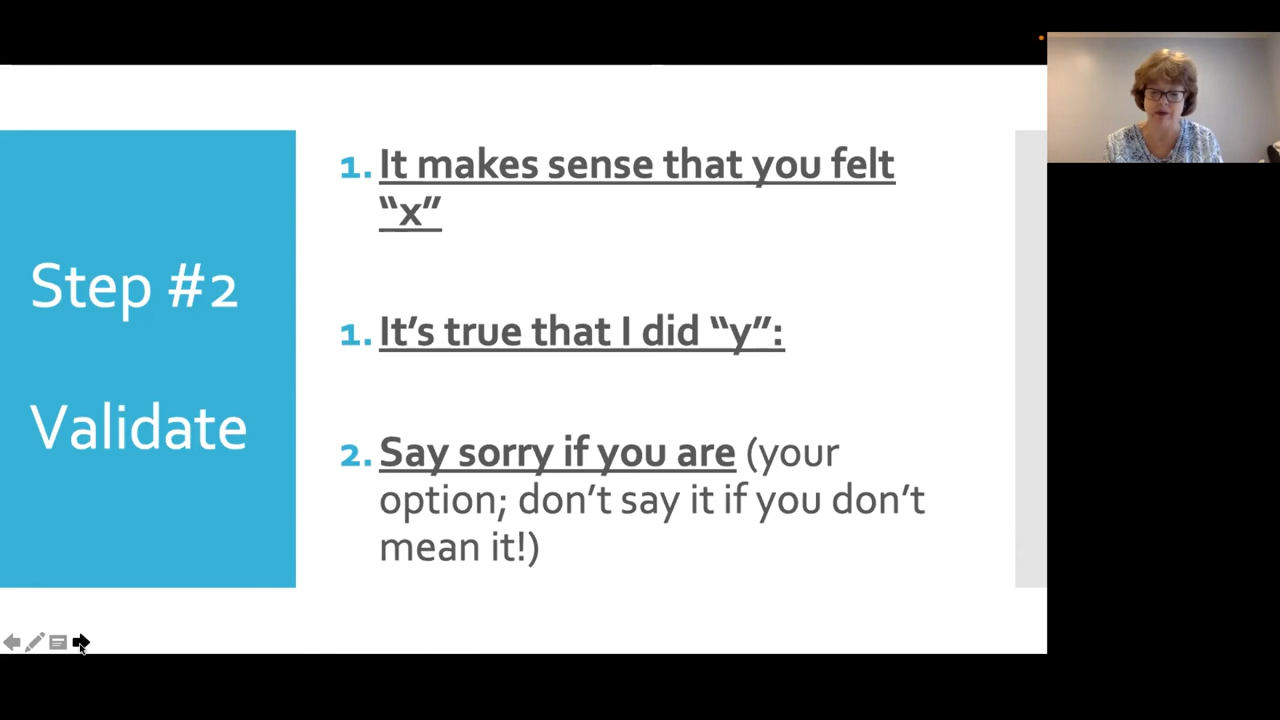 Step #2
Validate
1. It makes sense that you felt
“x”
1. It’s true that I did “y”:
2. Say sorry if you are (your
option; don’t say it if you don’t
mean it!)